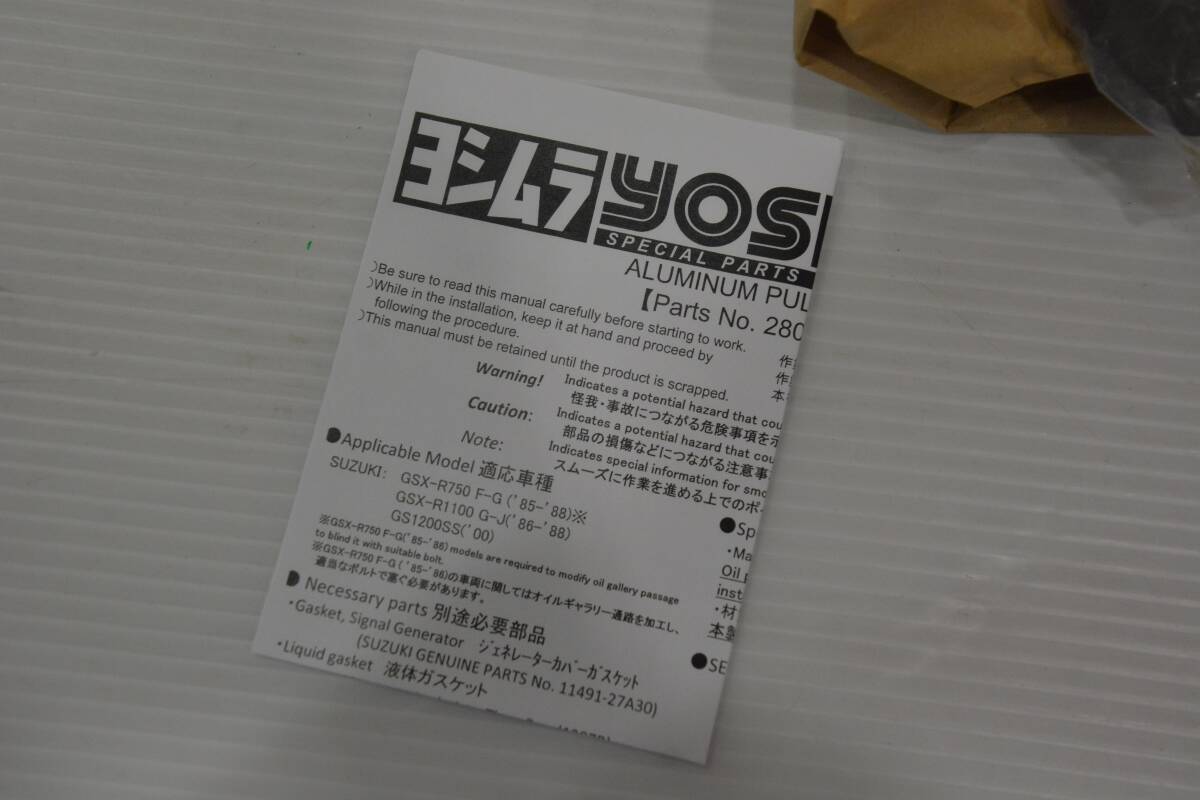 ヨシムラ YOSH
SPECIAL PARTS
ALUMINUM PUL
【Parts No. 280
Be sure to read this manual carefully before starting to work.
While in the installation, keep it at hand and proceed by
following the procedure.
This manual must be retained until the product is scrapped.
作
作
本
Warning! Indicates a potential hazard that cou
怪我・事故につながる危険事項を示
Caution: Indicates a potential hazard that cou
部品の損傷などにつながる注意事
Note: Indicates special information for smo
スムーズに作業を進める上でのポ
●Applicable Model 適応車種
SUZUKI: GSX-R750 F-G ('85-'88)※
GSX-R1100 G-J('86-'88)
GS1200SS('00)
※GSX-R750 F-G('85-'86) models are required to modify oil gallery passage
to blind it with suitable bolt.
※GSX-R750 F-G ('85-'86)の車両に関してはオイルギャラリー通路を加工し、
適当なボルトで塞ぐ必要があります。
● Necessary parts 別途必要部品
・Gasket, Signal Generator ジェネレーターカバーガスケット
(SUZUKI GENUINE PARTS No. 11491-27A30)
・Liquid gasket 液体ガスケット
●Sp
・Ma
Oil
inst
・材
本製
●SE